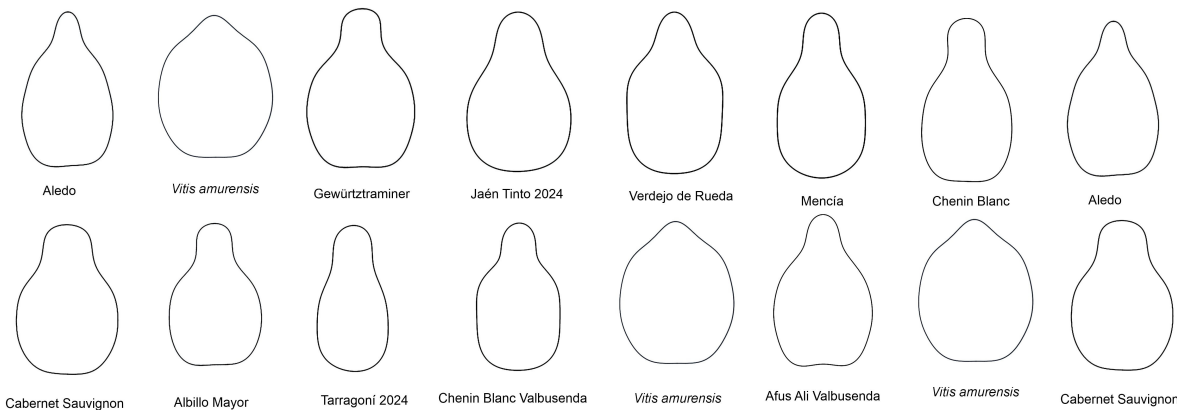 Aledo
Vitis amurensis
Gewürtztraminer
Jaén Tinto 2024
Verdejo de Rueda
Mencía
Chenin Blanc
Aledo
Cabernet Sauvignon
Albillo Mayor
Tarragoní 2024
Chenin Blanc Valbusenda
Vitis amurensis
Afus Ali Valbusenda
Vitis amurensis
Cabernet Sauvignon